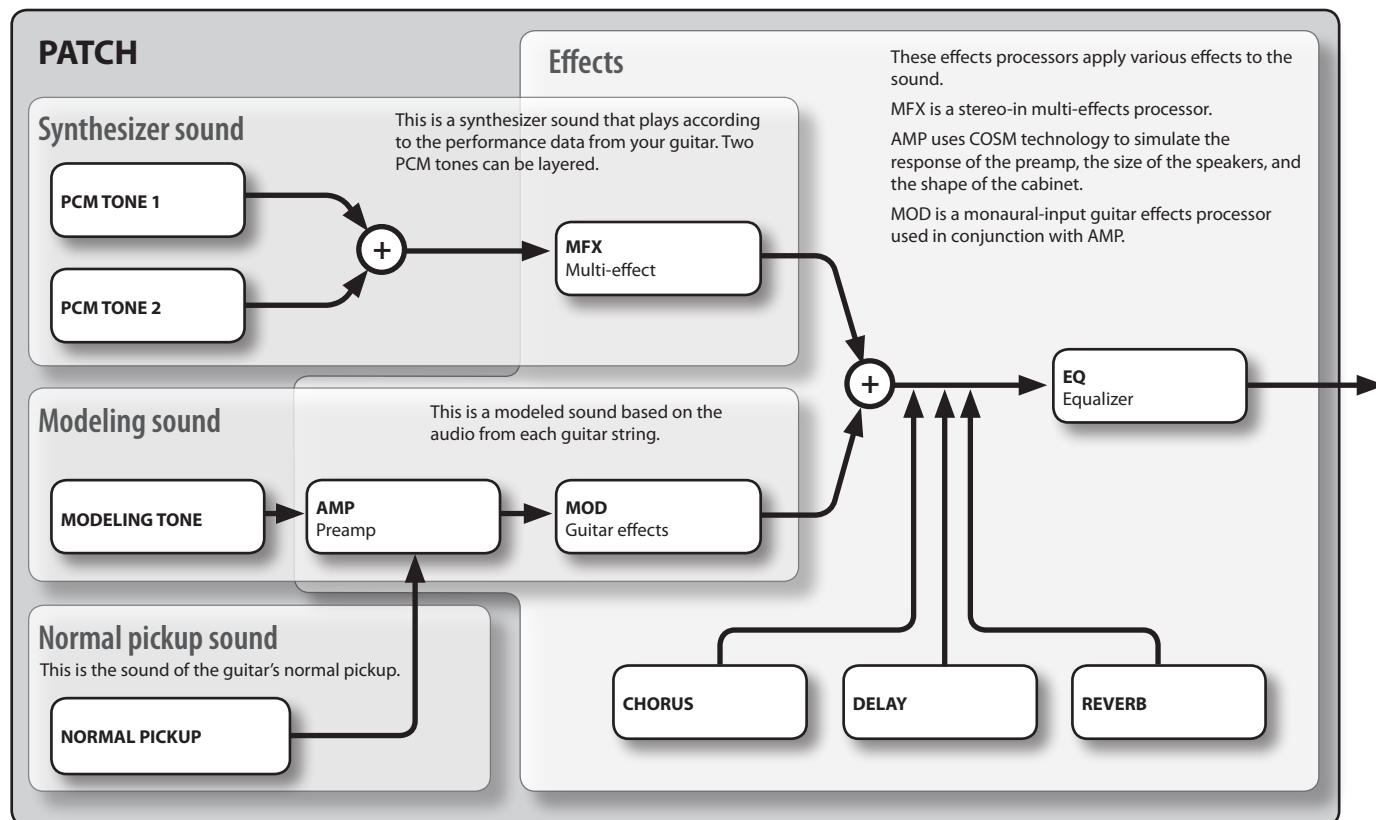 PATCH
Effects
These effects processors apply various effects to the
sound.
MFX is a stereo-in multi-effects processor.
AMP uses COSM technology to simulate the
response of the preamp, the size of the speakers, and
the shape of the cabinet.
MOD is a monaural-input guitar effects processor
used in conjunction with AMP.
Synthesizer sound
This is a synthesizer sound that plays according
to the performance data from your guitar. Two
PCM tones can be layered.
PCM TONE 1
PCM TONE 2
+
MFX
Multi-effect
+
EQ
Equalizer
Modeling sound
This is a modeled sound based on the
audio from each guitar string.
MODELING TONE
AMP
Preamp
MOD
Guitar effects
Normal pickup sound
This is the sound of the guitar’s normal pickup.
NORMAL PICKUP
CHORUS
DELAY
REVERB